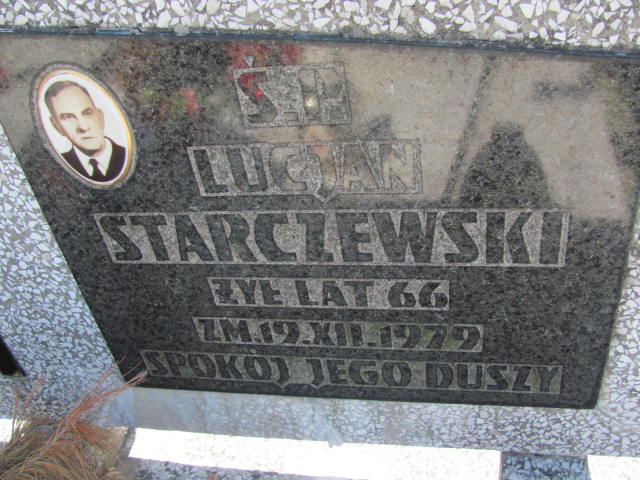 Ś.P.
LUCJAN
STARCZEWSKI
ŻYŁ LAT 66
ZM.19.XII.1979
SPOKÓJ JEGO DUSZY